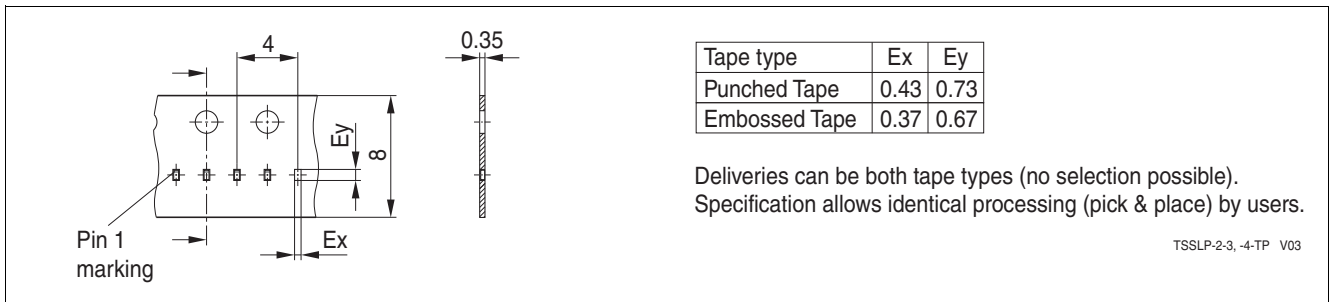 4
0.35
Ey
8
Pin 1
marking
Ex
Tape type Ex Ey
Punched Tape 0.43 0.73
Embossed Tape 0.37 0.67
Deliveries can be both tape types (no selection possible).
Specification allows identical processing (pick & place) by users.
TSSLP-2-3, -4-TP V03